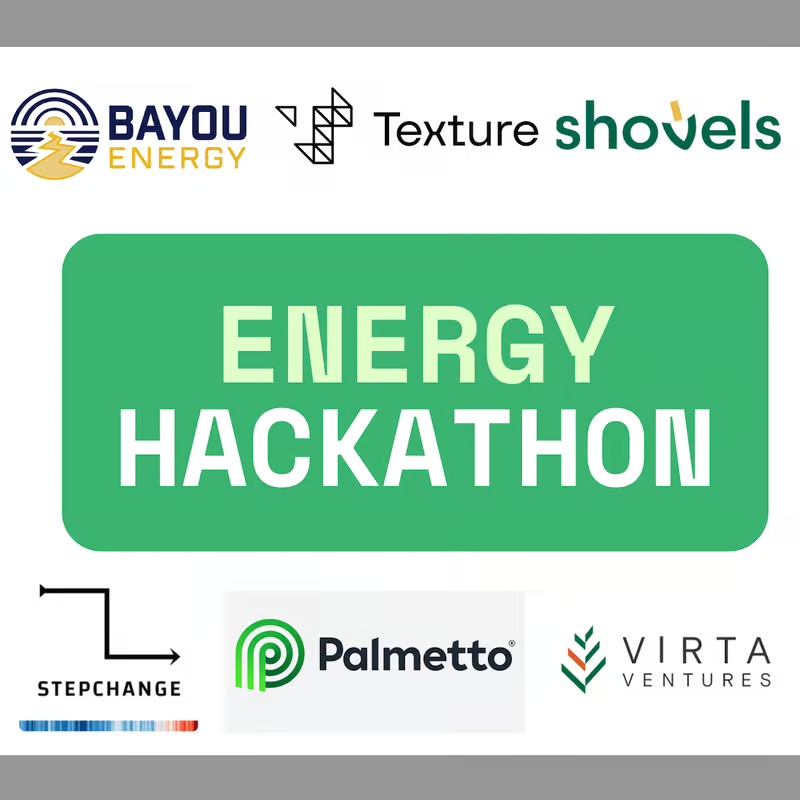 BAYOU
ENERGY
Texture
shovels
ENERGY
HACKATHON
STEPCHANGE
Palmetto®
VIRTA
VENTURES